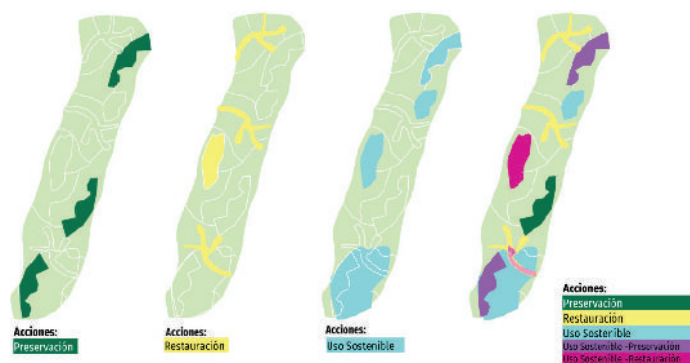 Acciones:
Preservación
Acciones:
Restauración
Acciones:
Uso Sostenible
Acciones:
Preservación
Restauración
Uso Sostenible
Uso Sostenible -Preservación
Uso Sostenible -Restauración